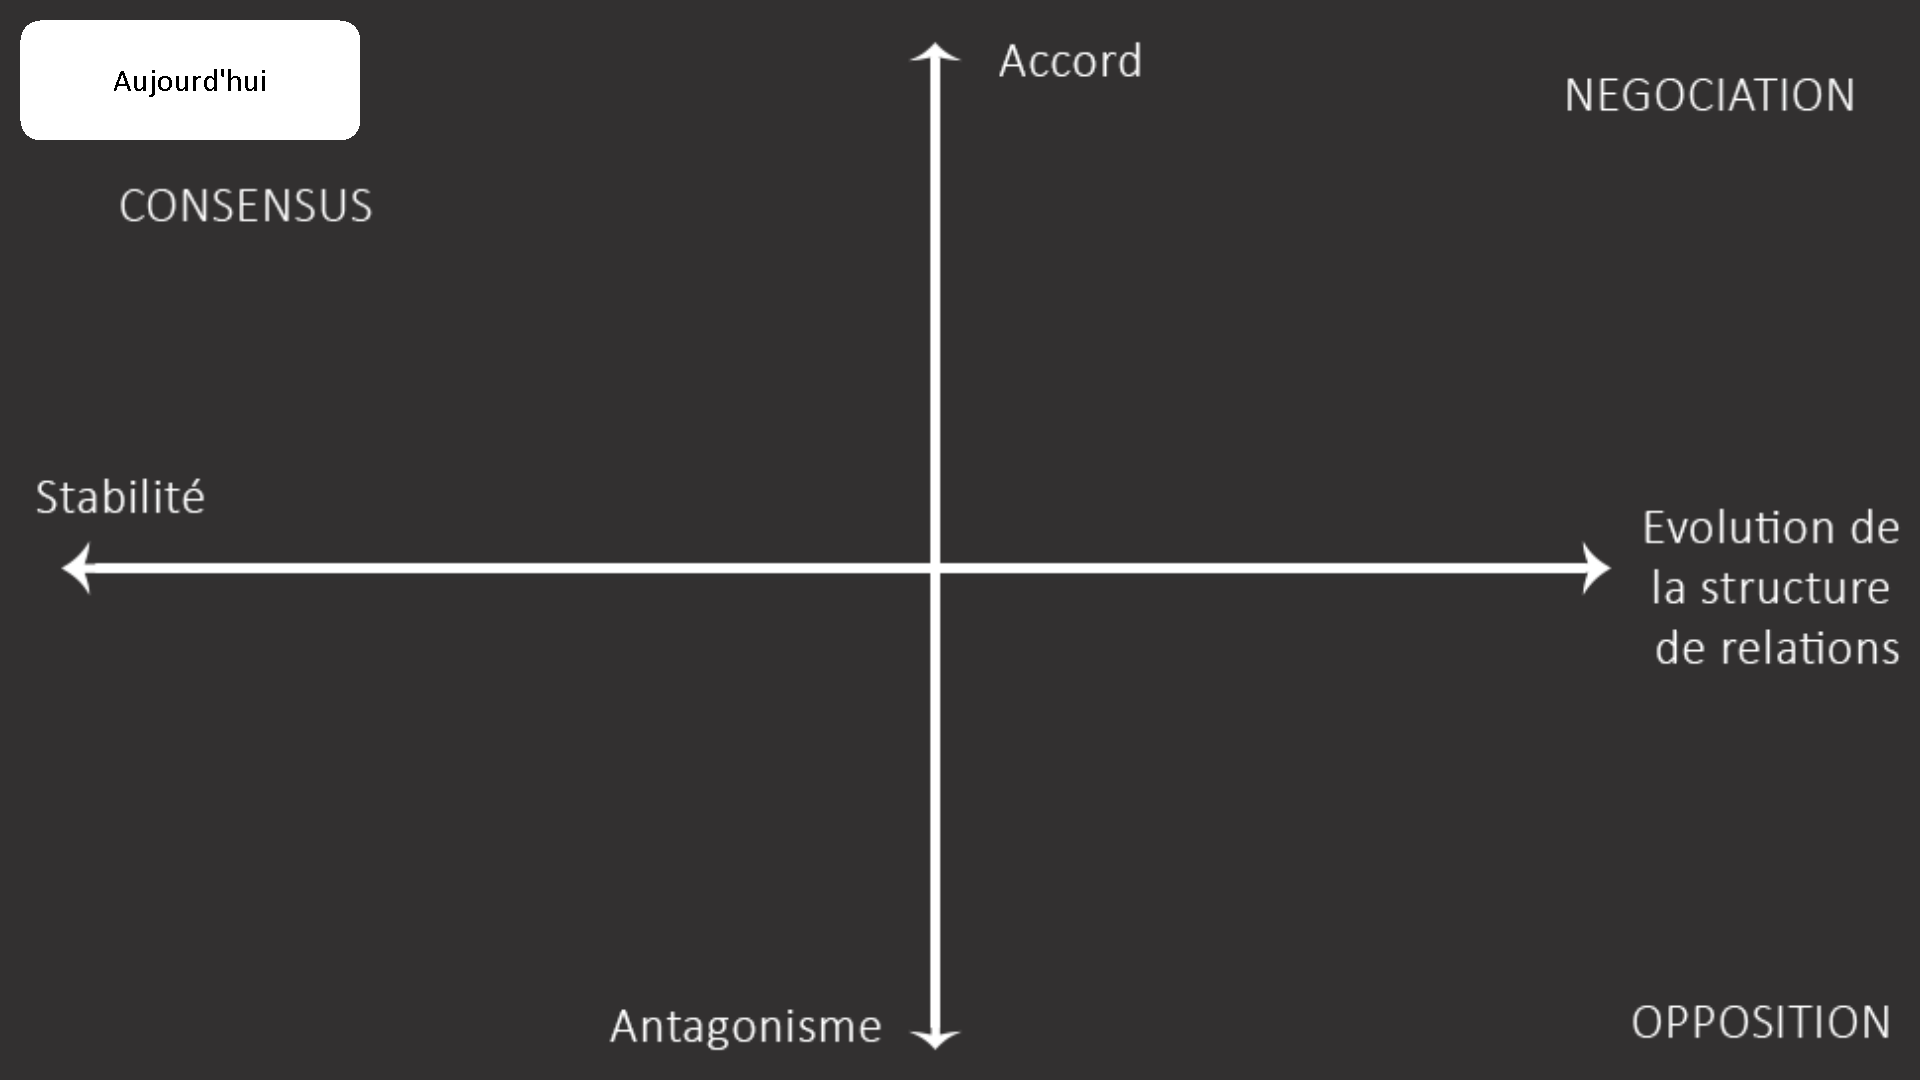 Aujourd'hui
Accord
NEGOCIATION
CONSENSUS
Stabilité
Evolution de
la structure
de relations
Antagonisme
OPPOSITION